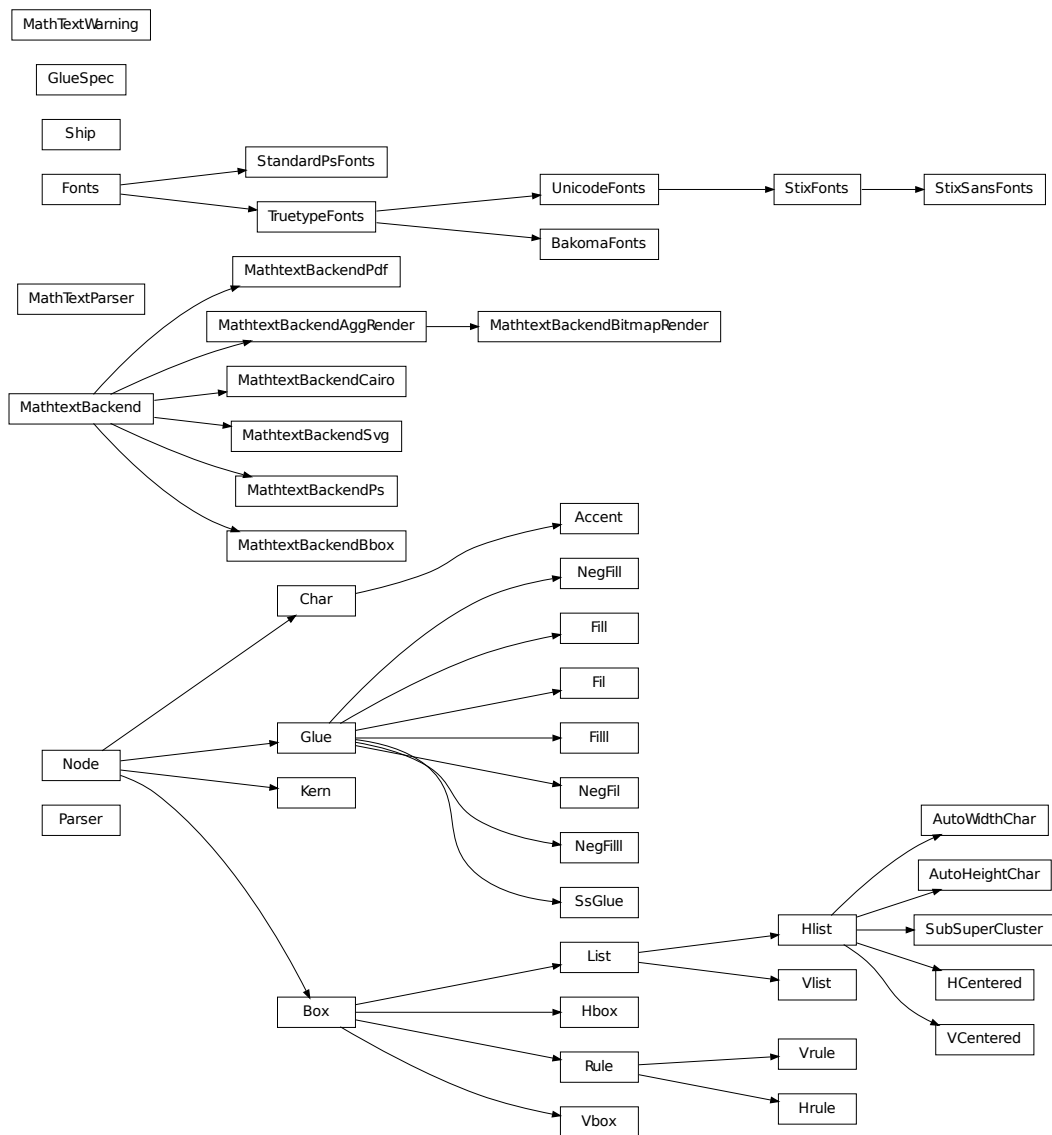 MathTextWarning
GlueSpec
Ship
Fonts
StandardPsFonts
TruetypeFonts
UnicodeFonts
BakomaFonts
StixFonts
StixSansFonts
MathTextParser
MathtextBackend
MathtextBackendPdf
MathtextBackendAggRender
MathtextBackendBitmapRender
MathtextBackendCairo
MathtextBackendSvg
MathtextBackendPs
MathtextBackendBbox
Node
Parser
Char
Glue
Kern
Box
Accent
NegFill
Fill
Fil
Filll
NegFil
NegFilll
SsGlue
List
Hbox
Rule
Vbox
Hlist
Vlist
Vrule
Hrule
AutoWidthChar
AutoHeightChar
SubSuperCluster
HCentered
VCentered